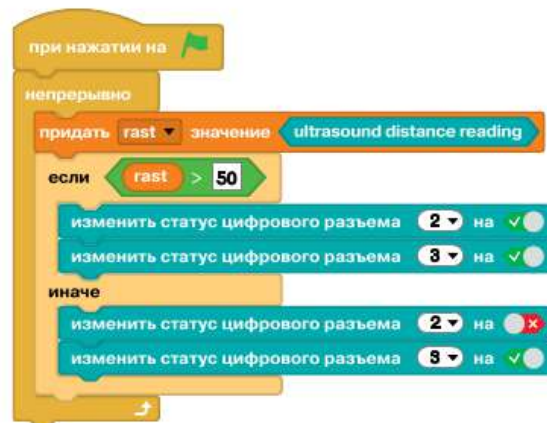 при нажатии на
непрерывно
придать rast значение ultrasound distance reading
если rast > 50
изменить статус цифрового разъема 2 на
изменить статус цифрового разъема 3 на
иначе
изменить статус цифрового разъема 2 на
изменить статус цифрового разъема 3 на